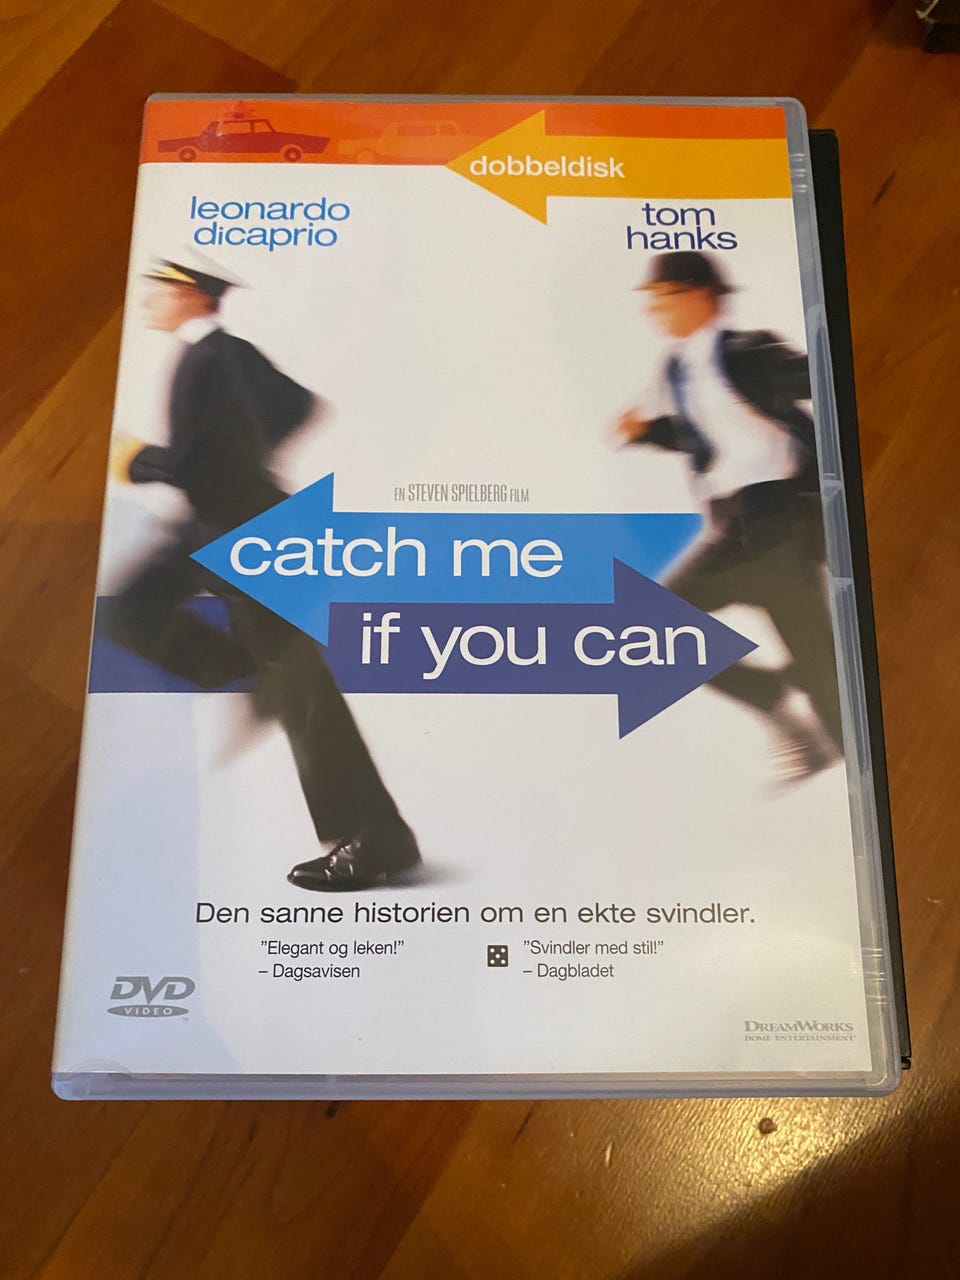 dobbeldisk
leonardo
dicaprio
tom
hanks
EN STEVEN SPIELBERG FILM
catch me
if you can
Den sanne historien om en ekte svindler.
"Elegant og leken!"
– Dagsavisen
"Svindler med stil!"
– Dagbladet
DVD
VIDEO
DREAMWORKS
HOME ENTERTAINMENT